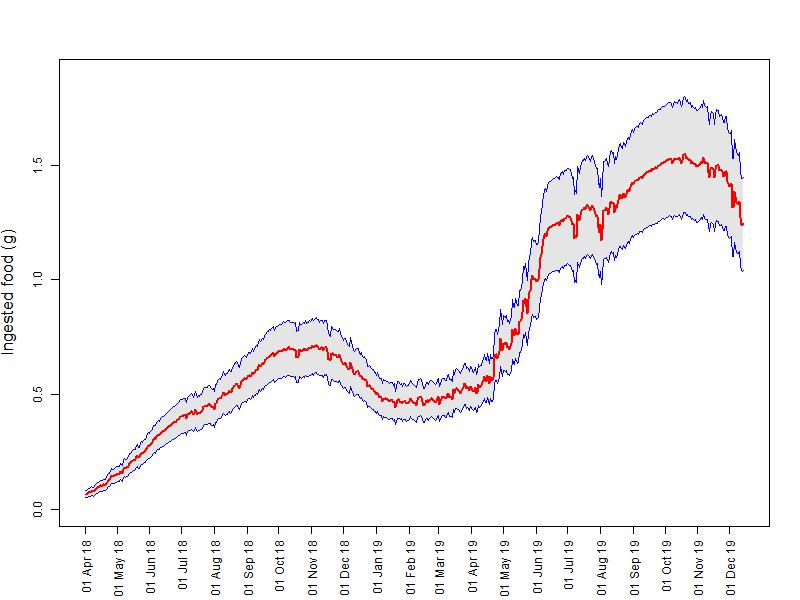 Ingested food (g)
1.5
1.0
0.5
0.0
01 Apr 18
01 May 18
01 Jun 18
01 Jul 18
01 Aug 18
01 Sep 18
01 Oct 18
01 Nov 18
01 Dec 18
01 Jan 19
01 Feb 19
01 Mar 19
01 Apr 19
01 May 19
01 Jun 19
01 Jul 19
01 Aug 19
01 Sep 19
01 Oct 19
01 Nov 19
01 Dec 19